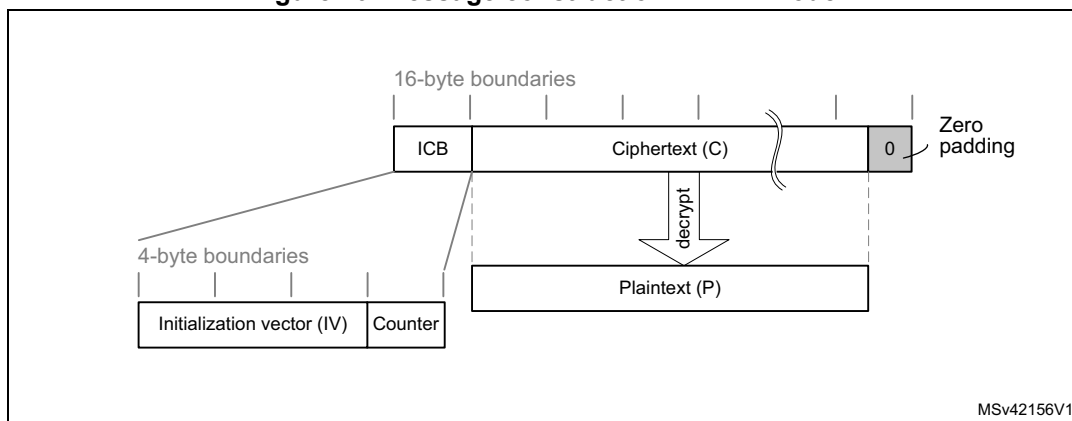 16-byte boundaries
ICB
Ciphertext (C)
0
Zero
padding
decrypt
4-byte boundaries
Plaintext (P)
Initialization vector (IV)
Counter
MSv42156V1